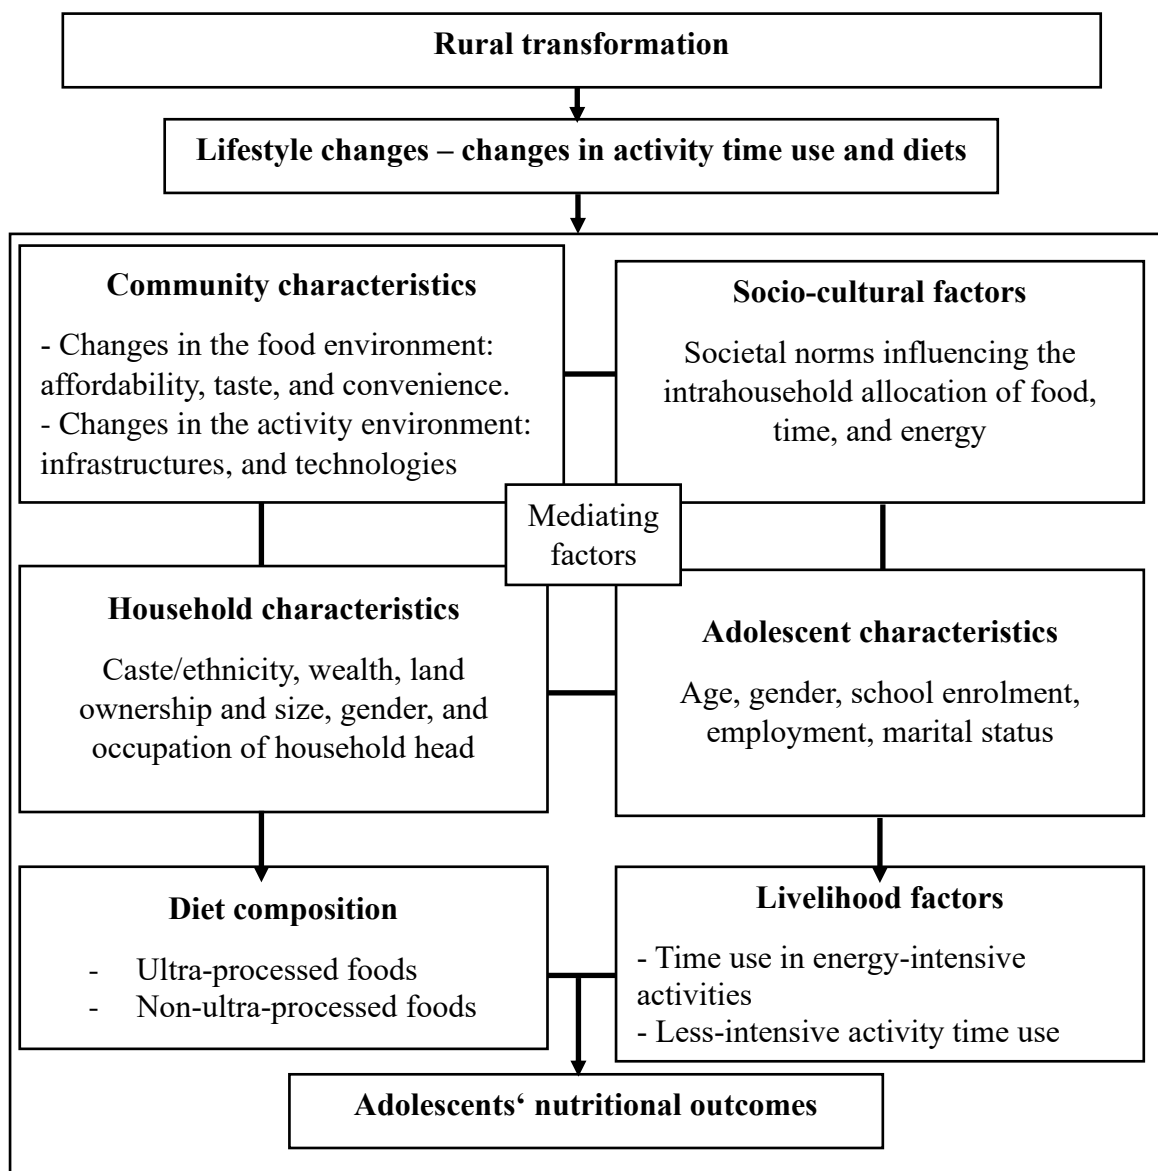 Rural transformation
Lifestyle changes – changes in activity time use and diets
Community characteristics
- Changes in the food environment:
affordability, taste, and convenience.
- Changes in the activity environment:
infrastructures, and technologies
Socio-cultural factors
Societal norms influencing the
intrahousehold allocation of food,
time, and energy
Mediating
factors
Household characteristics
Caste/ethnicity, wealth, land
ownership and size, gender, and
occupation of household head
Adolescent characteristics
Age, gender, school enrolment,
employment, marital status
Diet composition
- Ultra-processed foods
- Non-ultra-processed foods
Livelihood factors
- Time use in energy-intensive
activities
- Less-intensive activity time use
Adolescents‘ nutritional outcomes